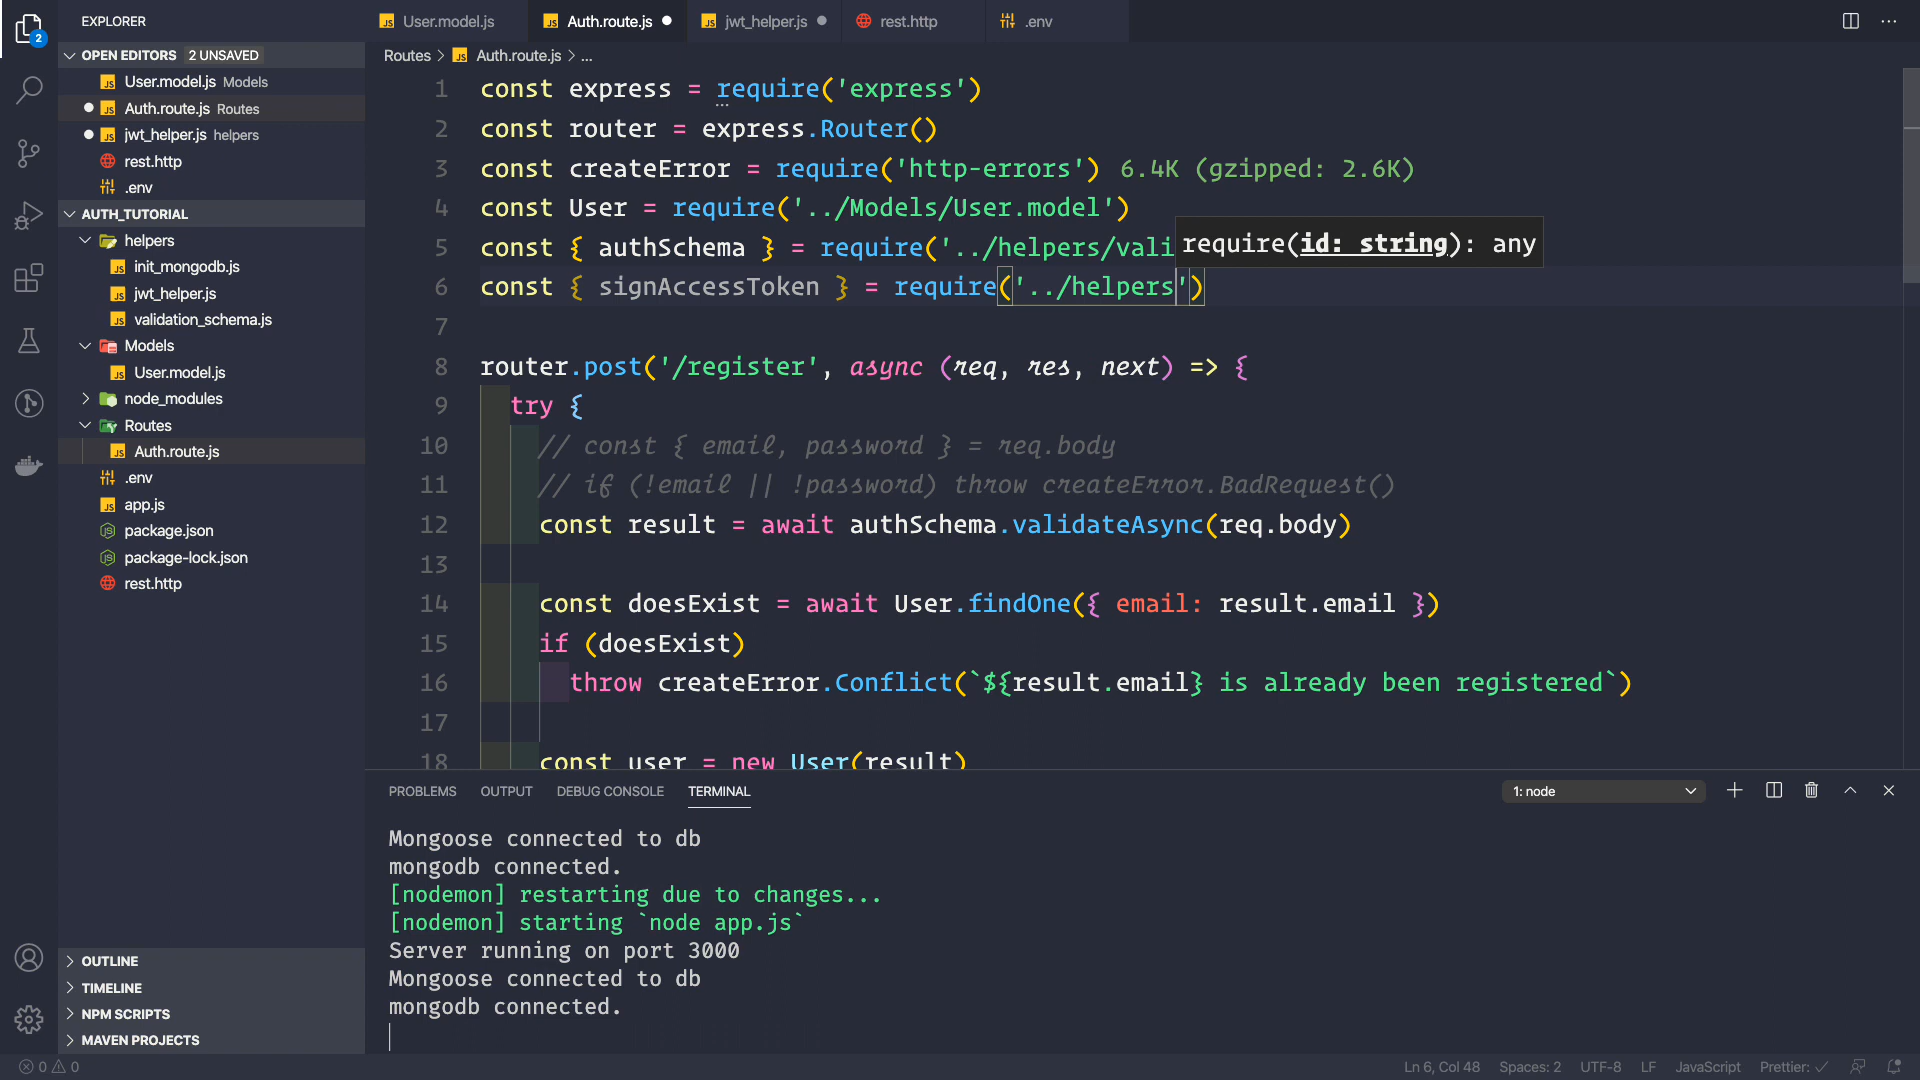 EXPLORER
OPEN EDITORS 2 UNSAVED
User.model.js Models
Auth.route.js Routes
jwt_helper.js helpers
rest.http
.env
AUTH_TUTORIAL
helpers
init_mongodb.js
jwt_helper.js
validation_schema.js
Models
User.model.js
node_modules
Routes
Auth.route.js
.env
app.js
package.json
package-lock.json
rest.http
OUTLINE
TIMELINE
NPM SCRIPTS
MAVEN PROJECTS
2
User.model.js Auth.route.js jwt_helper.js rest.http .env
Routes > Auth.route.js > ...
1 const express = require('express')
2 const router = express.Router()
3 const createError = require('http-errors') 6.4K (gzipped: 2.6K)
4 const User = require('../Models/User.model')
5 const { authSchema } = require('../helpers/vali
require(id: string): any
6 const { signAccessToken } = require('../helpers')
7
8 router.post('/register', async (req, res, next) => {
9 try {
10 // const { email, password } = req.body
11 // if (!email || !password) throw createError.BadRequest()
12 const result = await authSchema.validateAsync(req.body)
13
14 const doesExist = await User.findOne({ email: result.email })
15 if (doesExist)
16 throw createError.Conflict(`${result.email} is already been registered`)
17
18 const user = new User(result)
PROBLEMS OUTPUT DEBUG CONSOLE TERMINAL 1: node
Mongoose connected to db
mongodb connected.
[nodemon] restarting due to changes...
[nodemon] starting `node app.js`
Server running on port 3000
Mongoose connected to db
mongodb connected.
0 0 Ln 6, Col 48 Spaces: 2 UTF-8 LF JavaScript Prettier: ✓